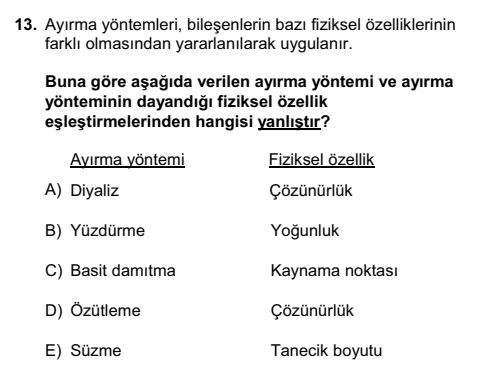 13. Ayırma yöntemleri, bileşenlerin bazı fiziksel özelliklerinin
farklı olmasından yararlanılarak uygulanır.
Buna göre aşağıda verilen ayırma yöntemi ve ayırma
yönteminin dayandığı fiziksel özellik
eşleştirmelerinden hangisi yanlıştır?
Ayırma yöntemi Fiziksel özellik
A) Diyaliz Çözünürlük
B) Yüzdürme Yoğunluk
C) Basit damıtma Kaynama noktası
D) Özütleme Çözünürlük
E) Süzme Tanecik boyutu